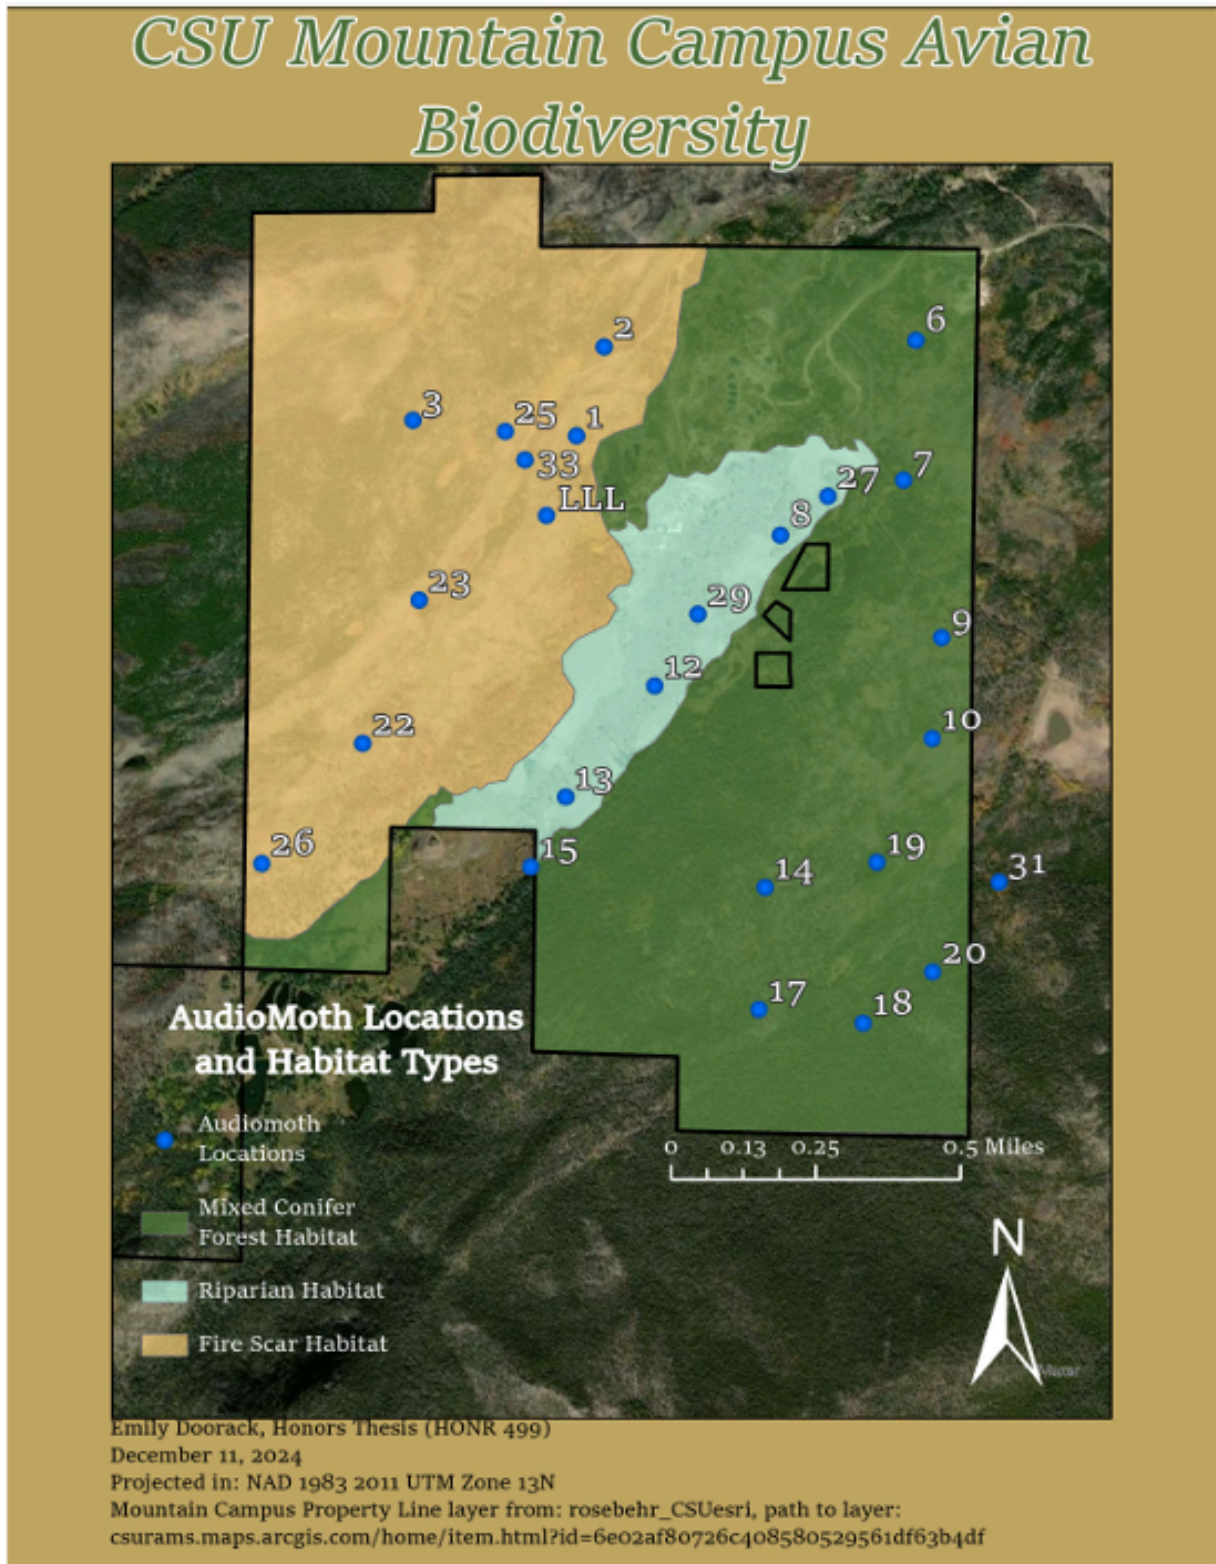 CSU Mountain Campus Avian
Biodiversity
2
6
3
25
1
33
7
27
LLL
8
23
29
9
12
22
10
13
26
15
19
14
31
20
17
18
AudioMoth Locations
and Habitat Types
Audiomoth
Locations
0 0.13 0.25 0.5 Miles
Mixed Conifer
Forest Habitat
N
Riparian Habitat
Fire Scar Habitat
Emily Doorack, Honors Thesis (HONR 499)
December 11, 2024
Projected in: NAD 1983 2011 UTM Zone 13N
Mountain Campus Property Line layer from: rosebehr_CSUesri, path to layer:
csurams.maps.arcgis.com/home/item.html?id=6e02af80726c408580529561df63b4df